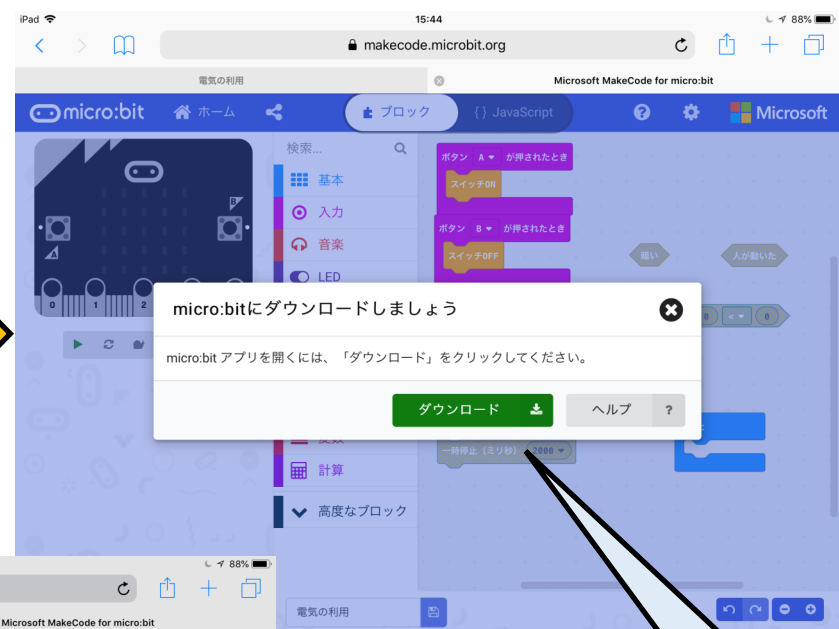 iPad 15:44 88%
makecode.microbit.org
電気の利用 Microsoft MakeCode for micro:bit
micro:bit ホーム ブロック {} JavaScript ? Microsoft
検索...
基本
入力
音楽
LED
計算
高度なブロック
ボタン A が押されたとき
スイッチON
ボタン B が押されたとき
スイッチOFF
暗い 人が動いた
0 < 0
A B
0 1 2
micro:bitにダウンロードしましょう
micro:bit アプリを開くには、「ダウンロード」をクリックしてください。
ダウンロード ヘルプ ?
変数
一時停止（ミリ秒） 2000
電気の利用
88%
Microsoft MakeCode for micro:bit